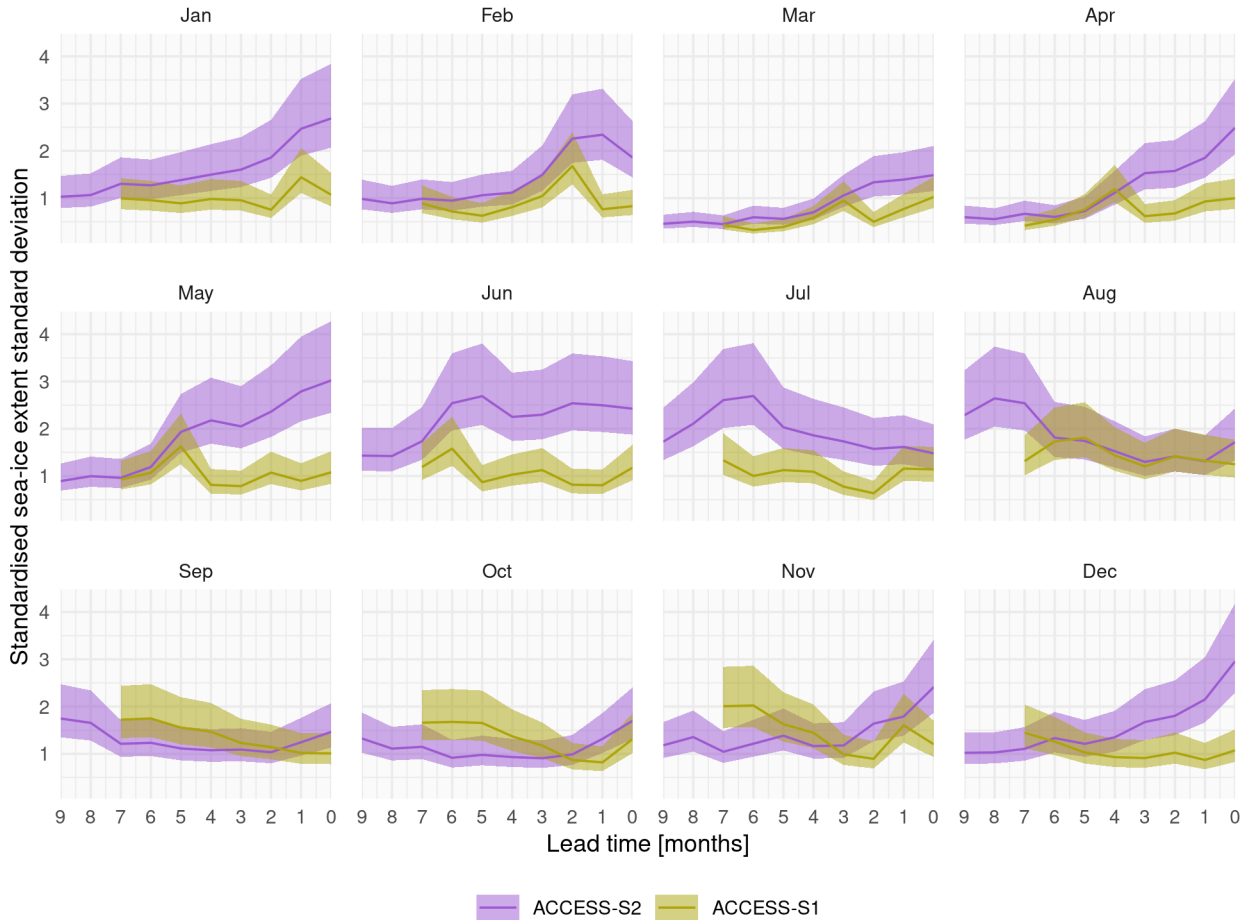 Jan Feb Mar Apr
4
3
2
1
May Jun Jul Aug
4
3
2
1
Sep Oct Nov Dec
4
3
2
1
9 8 7 6 5 4 3 2 1 0 9 8 7 6 5 4 3 2 1 0 9 8 7 6 5 4 3 2 1 0 9 8 7 6 5 4 3 2 1 0
Standardised sea-ice extent standard deviation
Lead time [months]
ACCESS-S2 ACCESS-S1